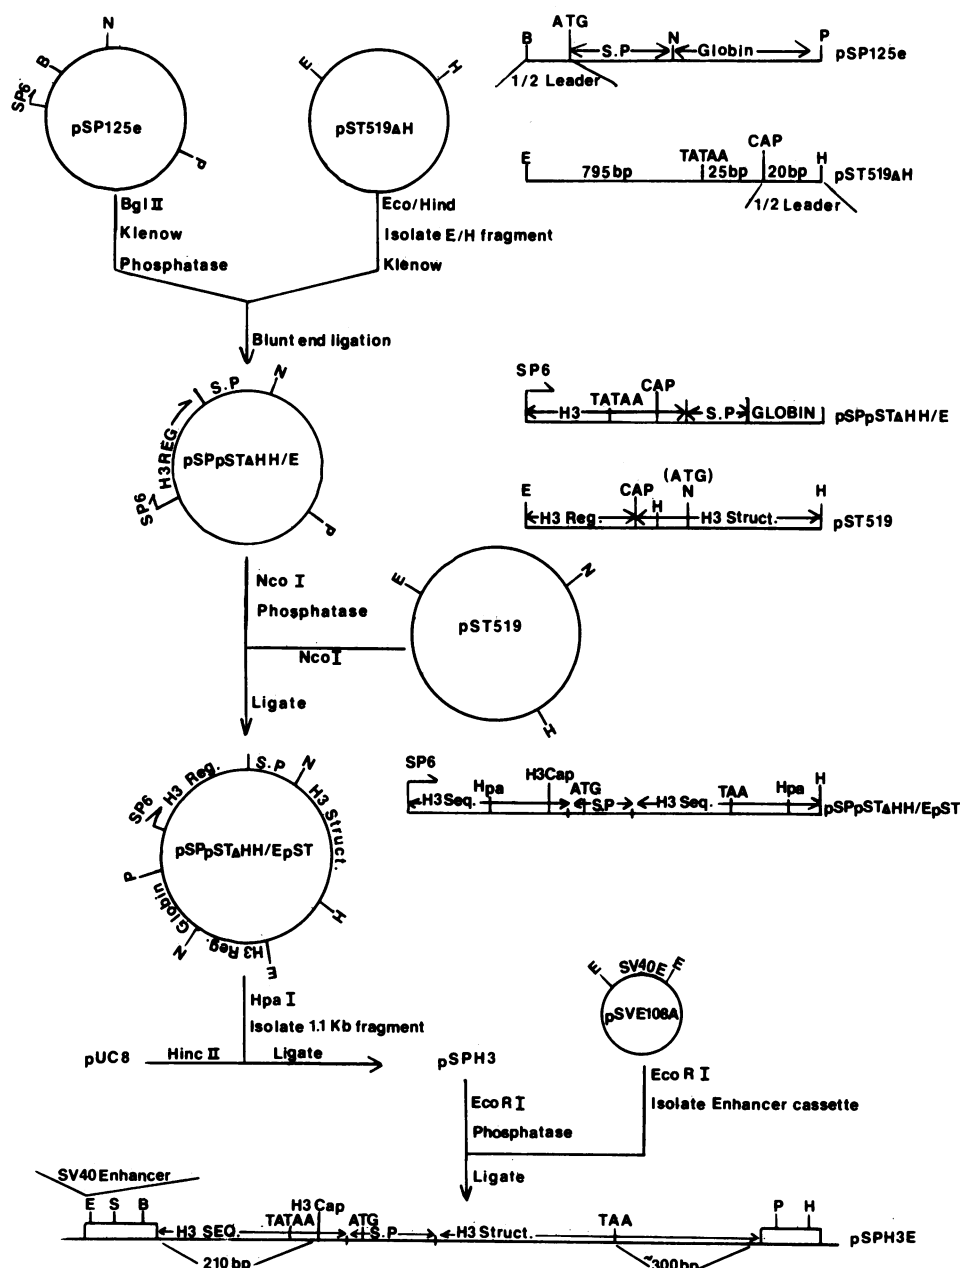 N
B
SP6
pSP125e
P
E
H
pST519ΔH
ATG
B
S.P
N
Globin
P
pSP125e
1/2 Leader
CAP
E
TATAA
H
795bp
25bp
20bp
pST519ΔH
1/2 Leader
Bgl II
Klenow
Phosphatase
Eco/Hind
Isolate E/H fragment
Klenow
Blunt end ligation
S.P
N
H3REG
SP6
pSPpSTΔHH/E
P
SP6
TATAA
CAP
H3
S.P
GLOBIN
pSPpSTΔHH/E
(ATG)
E
CAP
H
N
H
H3 Reg.
H3 Struct.
pST519
Nco I
Phosphatase
Nco I
Ligate
E
N
pST519
H
S.P
N
H3 Reg.
H3 Struct.
SP6
pSPpSTΔHH/EpST
P
Globin
N
H3 Reg.
E
H
SP6
Hpa
H3Cap
ATG
TAA
Hpa
H
H3 Seq.
S.P
H3 Seq.
pSPpSTΔHH/EpST
Hpa I
Isolate 1.1 Kb fragment
pUC8
Hinc II
Ligate
pSPH3
E
SV40E
E
pSVE108A
Eco R I
Isolate Enhancer cassette
Eco R I
Phosphatase
Ligate
SV40 Enhancer
E S B
H3 SEQ.
TATAA
H3 Cap
ATG
S.P
H3 Struct.
TAA
P H
pSPH3E
210 bp
~300bp